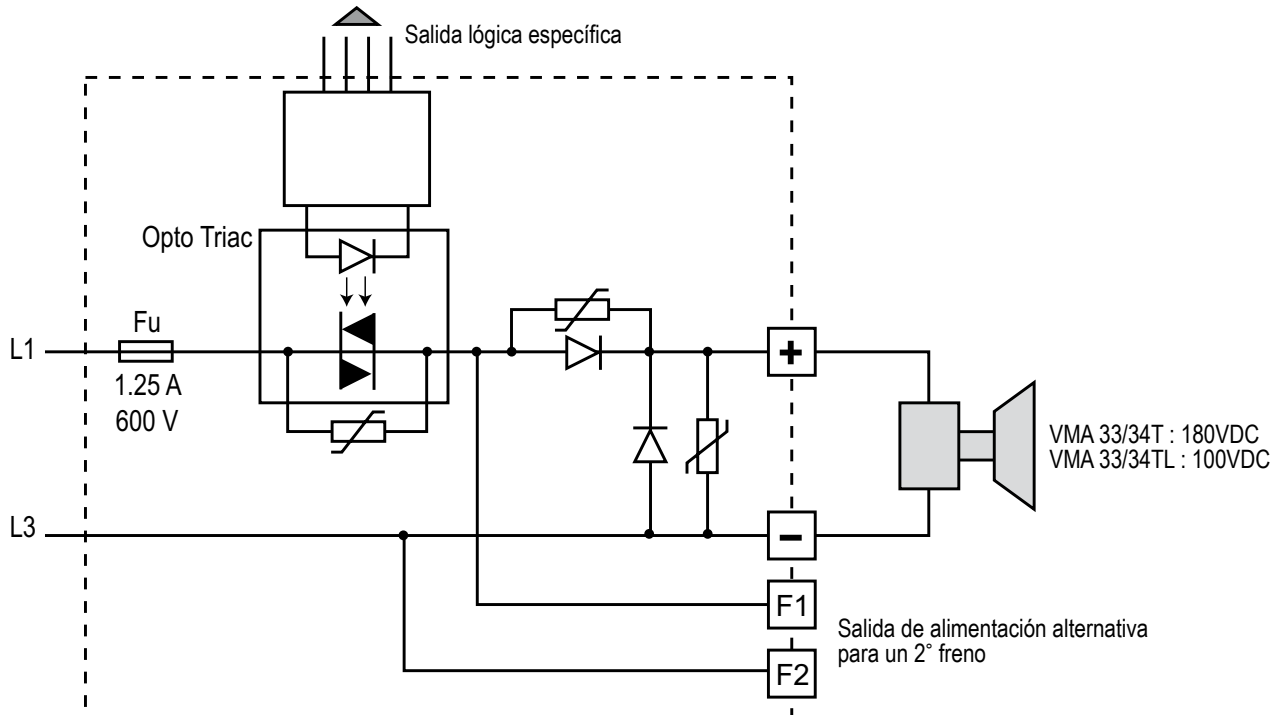 Salida lógica específica
Opto Triac
Fu
L1
1.25 A
600 V
+
VMA 33/34T : 180VDC
VMA 33/34TL : 100VDC
L3
−
F1
Salida de alimentación alternativa
para un 2° freno
F2